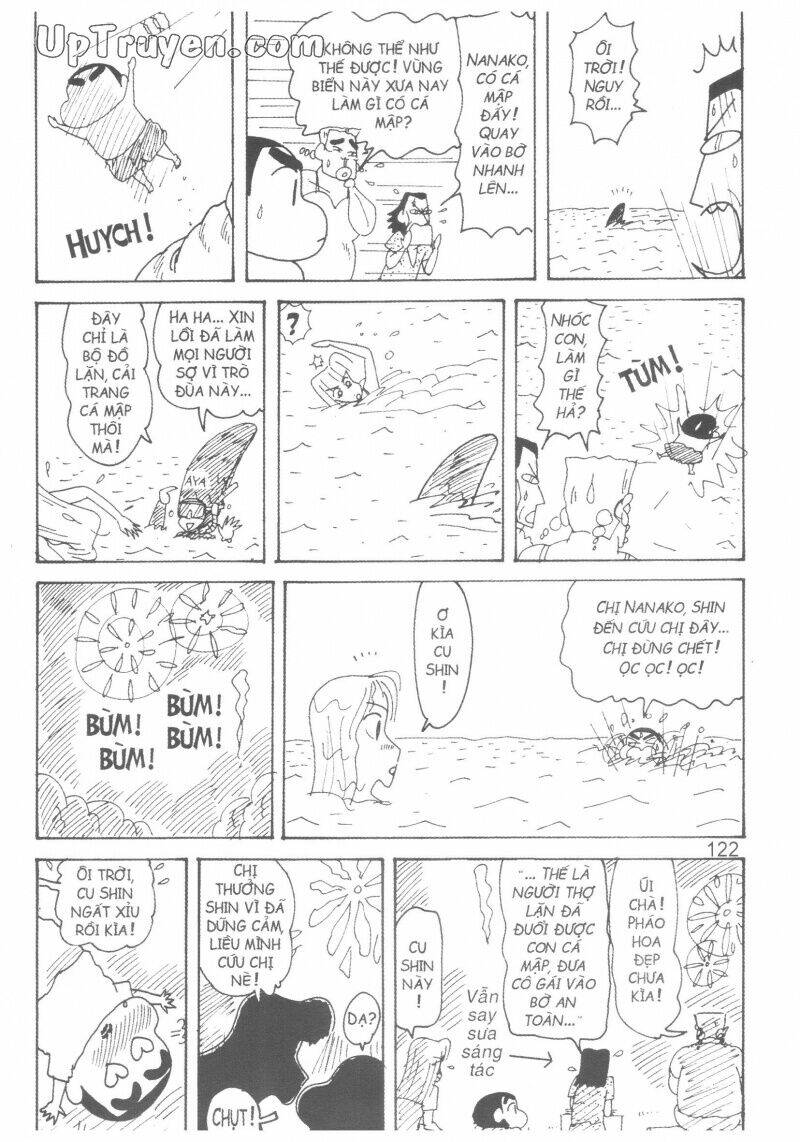 UpTruyen.com
ÔI
TRỜI!
NGUY
RỒI...
NANAKO,
CÓ CÁ
MẬP
ĐẤY!
QUAY
VÀO BỜ
NHANH
LÊN...
KHÔNG THỂ NHƯ
THẾ ĐƯỢC! VÙNG
BIỂN NÀY XƯA NAY
LÀM GÌ CÓ CÁ
MẬP?
HUỴCH!
NHÓC
CON,
LÀM
GÌ
THẾ
HẢ?
TÙM!
?
HA HA... XIN
LỖI ĐÃ LÀM
MỌI NGƯỜI
SỢ VÌ TRÒ
ĐÙA NÀY...
ĐÂY
CHỈ LÀ
BỘ ĐỒ
LẶN, CẢI
TRANG
CÁ MẬP
THÔI
MÀ!
AYA
CHỊ NANAKO, SHIN
ĐẾN CỨU CHỊ ĐÂY...
CHỊ ĐỪNG CHẾT!
ỌC ỌC! ỌC!
Ơ
KÌA
CU
SHIN
!
BÙM!
BÙM!
BÙM!
BÙM!
122
ÚI
CHÀ!
PHÁO
HOA
ĐẸP
CHƯA
KÌA!
"... THẾ LÀ
NGƯỜI THỢ
LẶN ĐÃ
ĐUỔI ĐƯỢC
CON CÁ
MẬP, ĐƯA
CÔ GÁI VÀO
BỜ AN
TOÀN..."
Vẫn
say
sưa
sáng
tác
CU
SHIN
NÀY
!
CHỊ
THƯỞNG
SHIN VÌ ĐÃ
DŨNG CẢM,
LIỀU MÌNH
CỨU CHỊ
NÈ!
DẠ?
CHỤT!
ÔI TRỜI,
CU SHIN
NGẤT XỈU
RỒI KÌA!